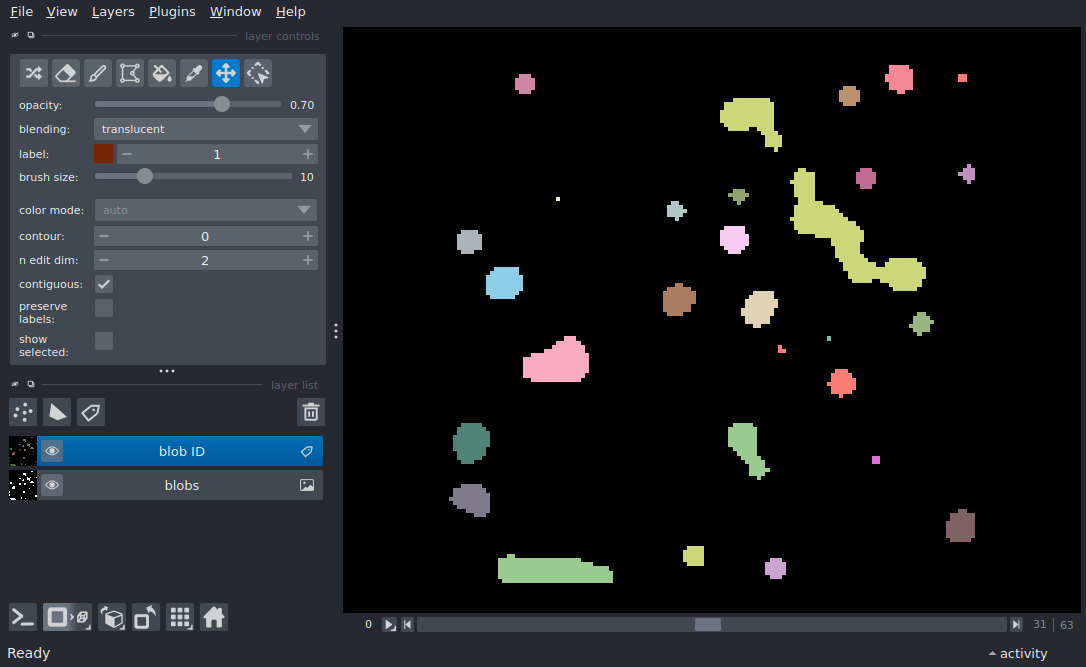 File View Layers Plugins Window Help
layer controls
opacity: 0.70
blending: translucent
label: 1
brush size: 10
color mode: auto
contour: 0
n edit dim: 2
contiguous:
preserve
labels:
show
selected:
layer list
blob ID
blobs
0 31 63
Ready activity